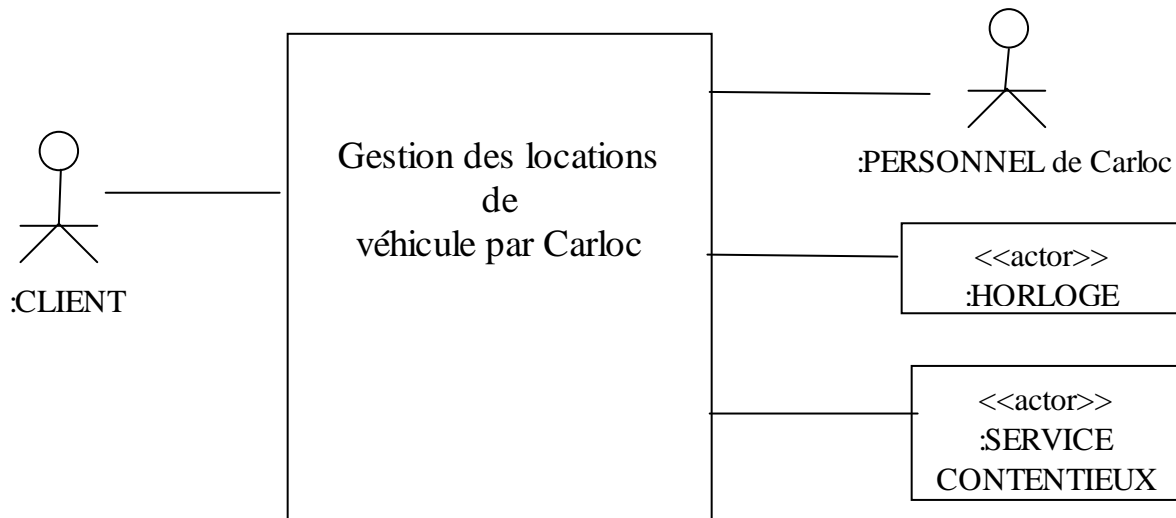 Gestion des locations
de
véhicule par Carloc
:CLIENT
:PERSONNEL de Carloc
<<actor>>
:HORLOGE
<<actor>>
:SERVICE
CONTENTIEUX